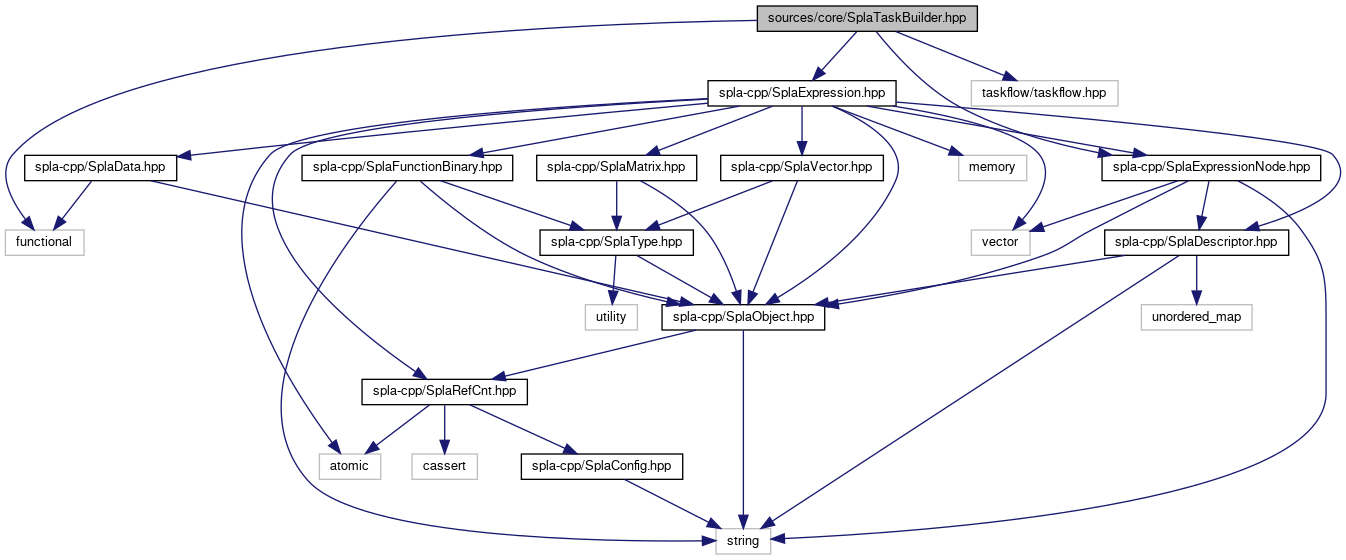 sources/core/SplaTaskBuilder.hpp
spla-cpp/SplaExpression.hpp
taskflow/taskflow.hpp
spla-cpp/SplaData.hpp
spla-cpp/SplaFunctionBinary.hpp
spla-cpp/SplaMatrix.hpp
spla-cpp/SplaVector.hpp
memory
spla-cpp/SplaExpressionNode.hpp
functional
spla-cpp/SplaType.hpp
vector
spla-cpp/SplaDescriptor.hpp
utility
spla-cpp/SplaObject.hpp
unordered_map
spla-cpp/SplaRefCnt.hpp
atomic
cassert
spla-cpp/SplaConfig.hpp
string